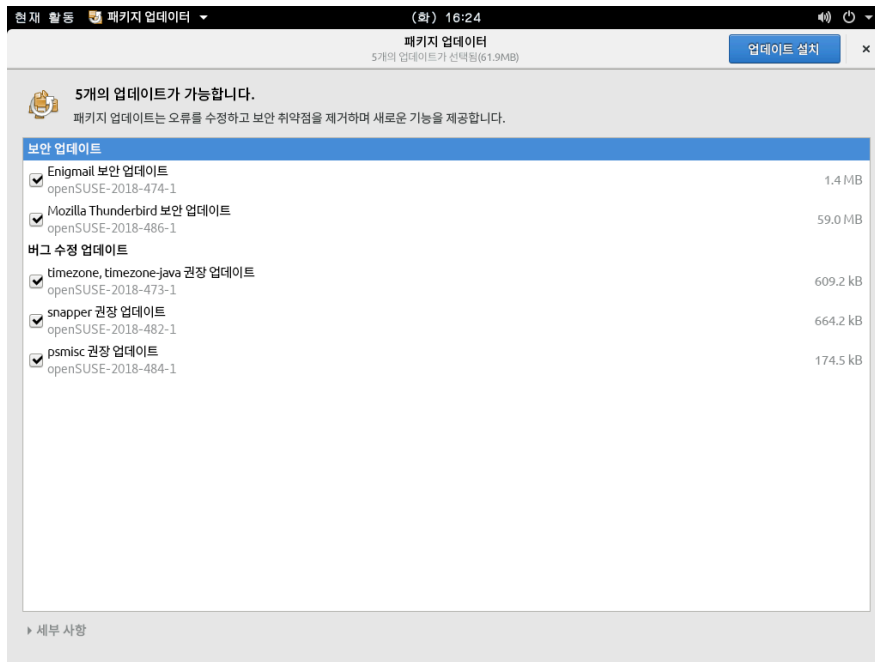 현재 활동 패키지 업데이터 (화) 16:24
패키지 업데이터
5개의 업데이트가 선택됨(61.9MB)
업데이트 설치
5개의 업데이트가 가능합니다.
패키지 업데이트는 오류를 수정하고 보안 취약점을 제거하며 새로운 기능을 제공합니다.
보안 업데이트
Enigmail 보안 업데이트
openSUSE-2018-474-1 1.4 MB
Mozilla Thunderbird 보안 업데이트
openSUSE-2018-486-1 59.0 MB
버그 수정 업데이트
timezone, timezone-java 권장 업데이트
openSUSE-2018-473-1 609.2 kB
snapper 권장 업데이트
openSUSE-2018-482-1 664.2 kB
psmisc 권장 업데이트
openSUSE-2018-484-1 174.5 kB
세부 사항